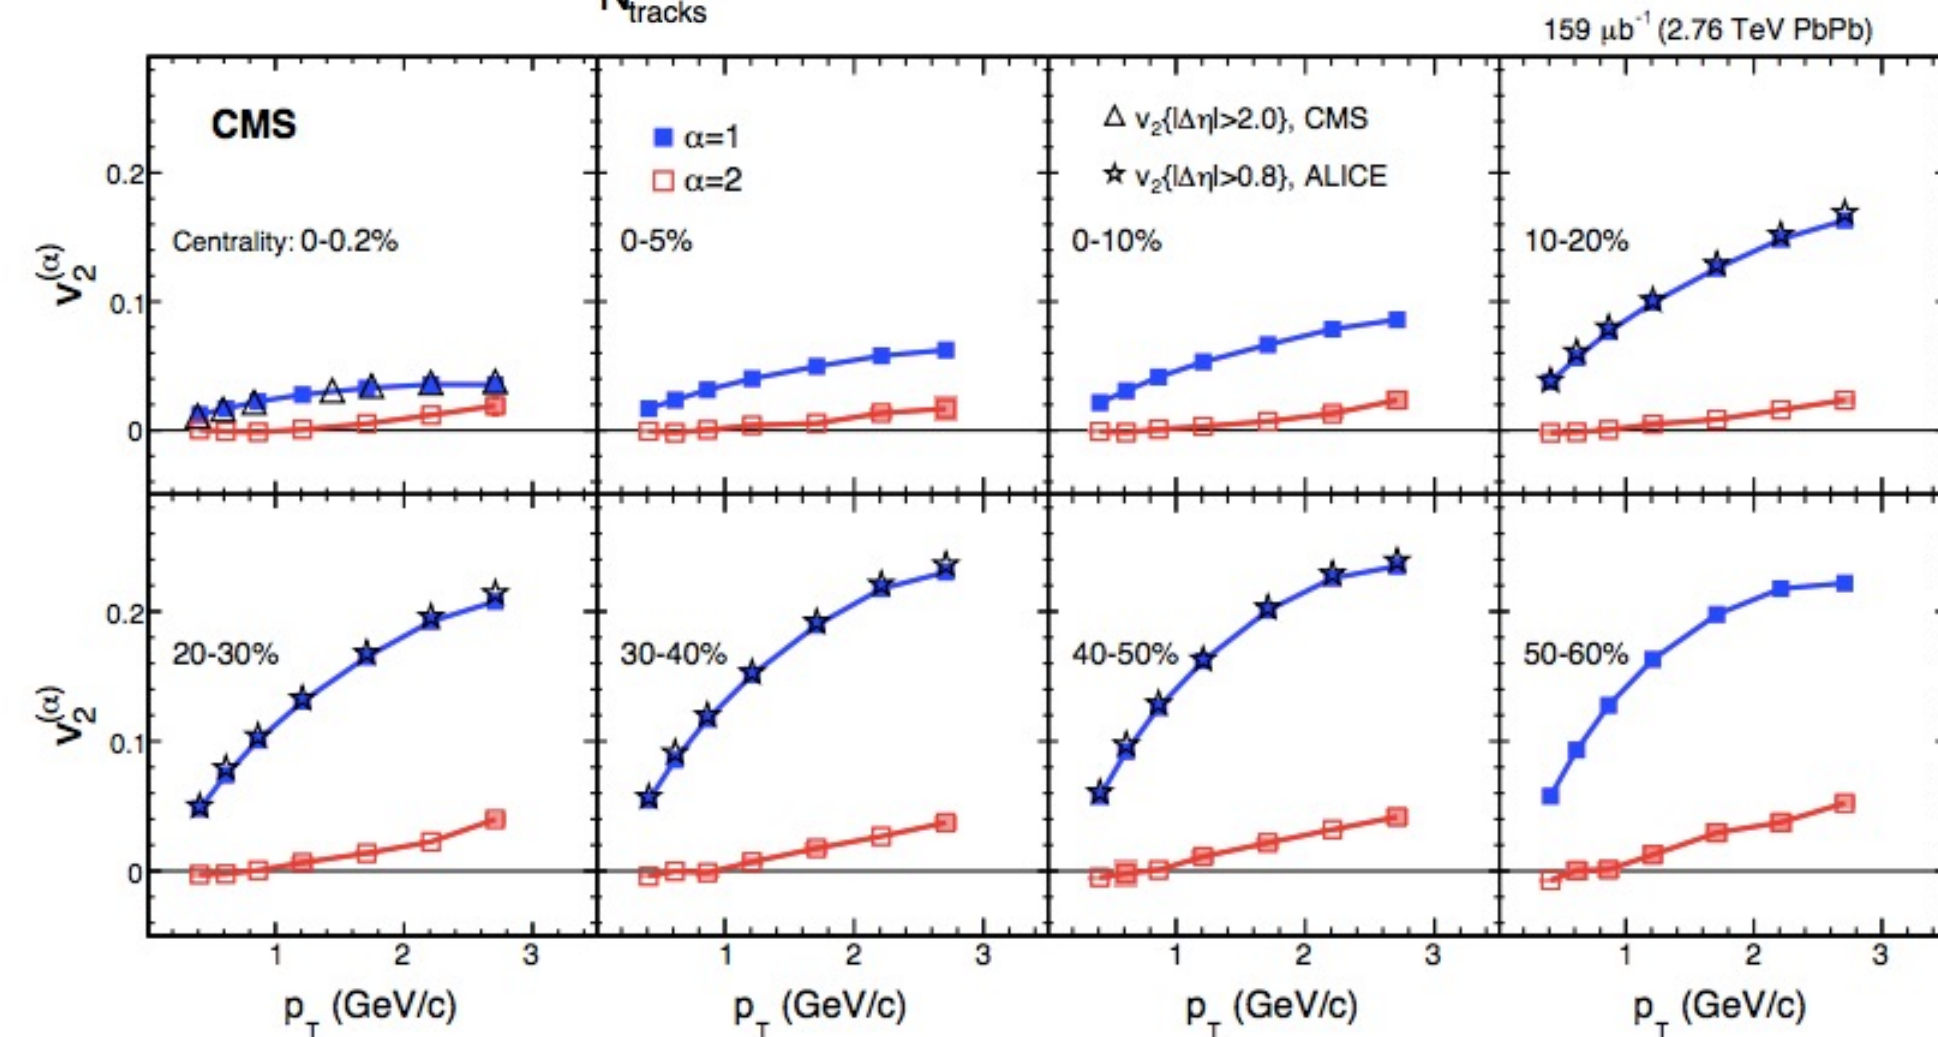 N_tracks
159 μb⁻¹ (2.76 TeV PbPb)
CMS
α=1
α=2
v₂{|Δη|>2.0}, CMS
v₂{|Δη|>0.8}, ALICE
Centrality: 0-0.2%
0-5%
0-10%
10-20%
v₂^(α)
0.2
0.1
0
20-30%
30-40%
40-50%
50-60%
v₂^(α)
0.2
0.1
0
1 2 3 1 2 3 1 2 3 1 2 3
p_T (GeV/c) p_T (GeV/c) p_T (GeV/c) p_T (GeV/c)